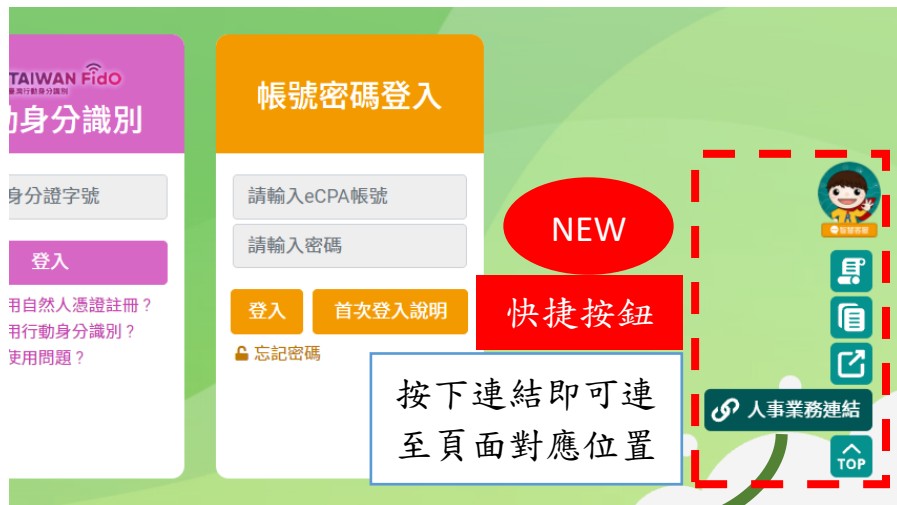 TAIWAN FidO
臺灣行動身分識別
動身分識別
身分證字號
登入
用自然人憑證註冊？
用行動身分識別？
使用問題？
帳號密碼登入
請輸入eCPA帳號
請輸入密碼
登入
首次登入說明
忘記密碼
NEW
快捷按鈕
按下連結即可連
至頁面對應位置
智慧客服
人事業務連結
TOP